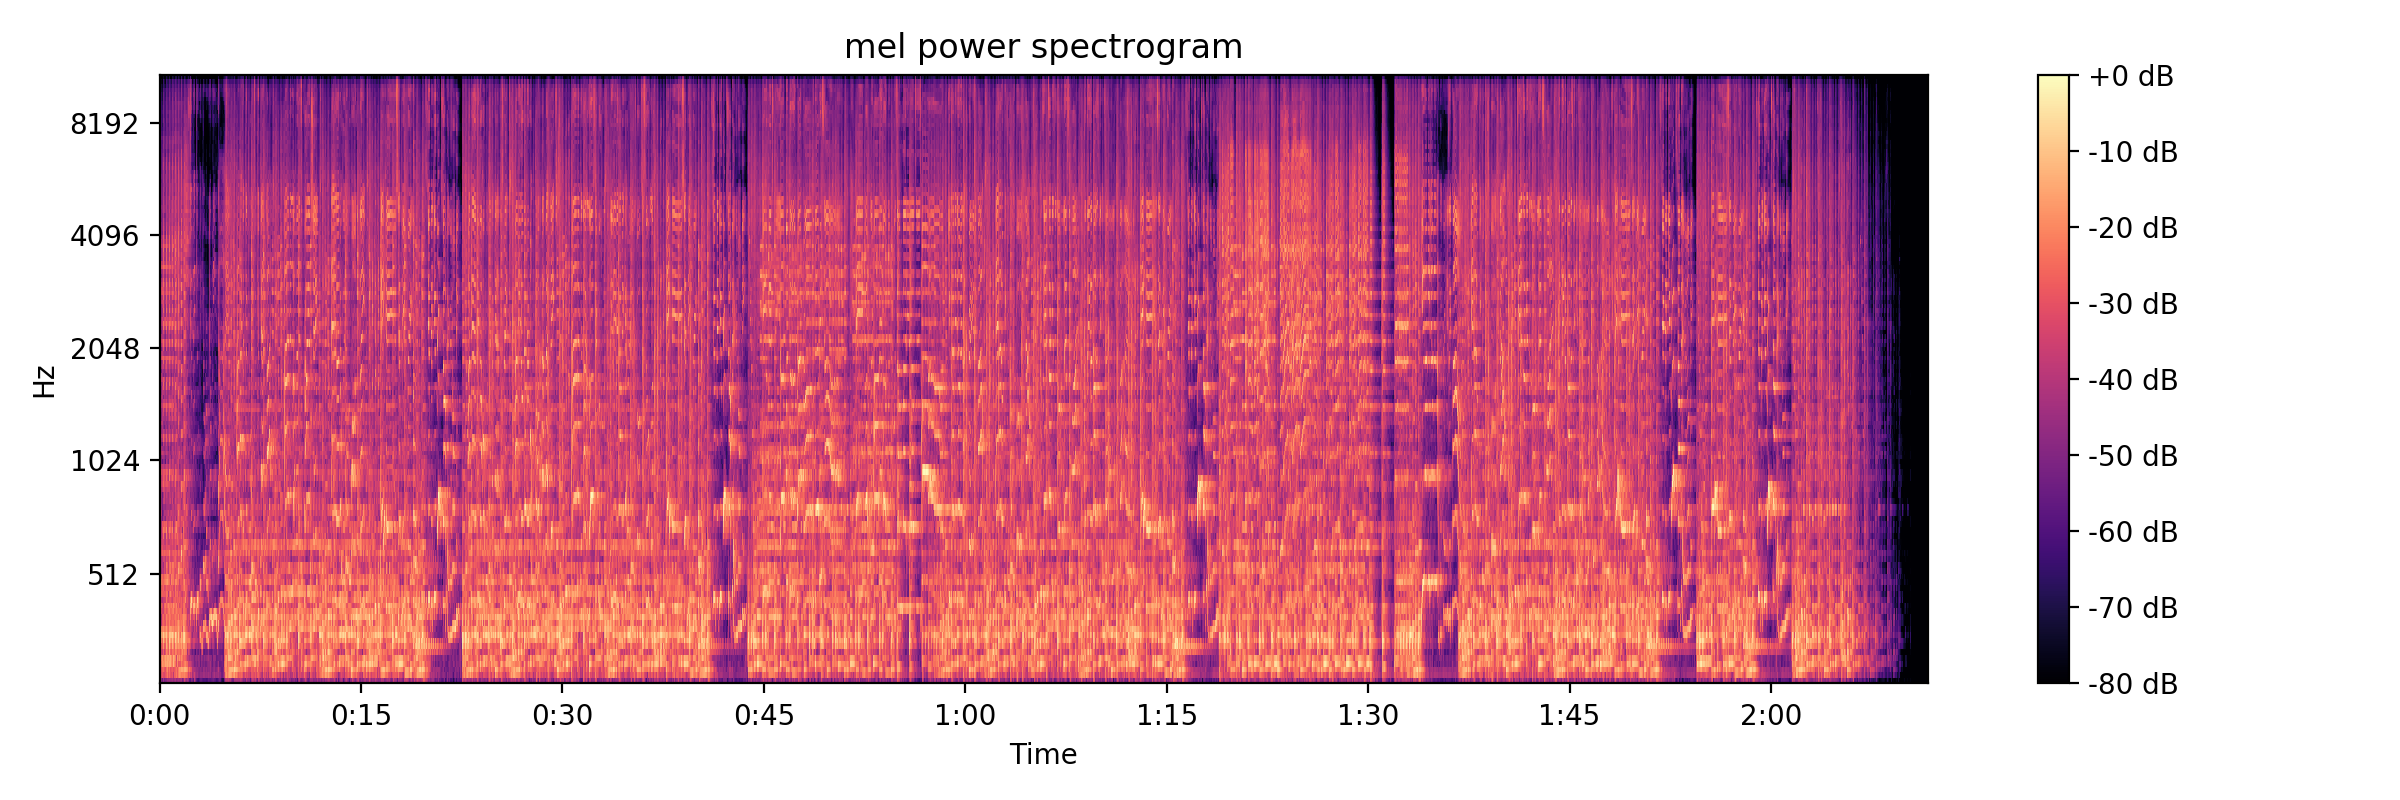 mel power spectrogram
Hz
8192
4096
2048
1024
512
0:00 0:15 0:30 0:45 1:00 1:15 1:30 1:45 2:00
Time
+0 dB
-10 dB
-20 dB
-30 dB
-40 dB
-50 dB
-60 dB
-70 dB
-80 dB